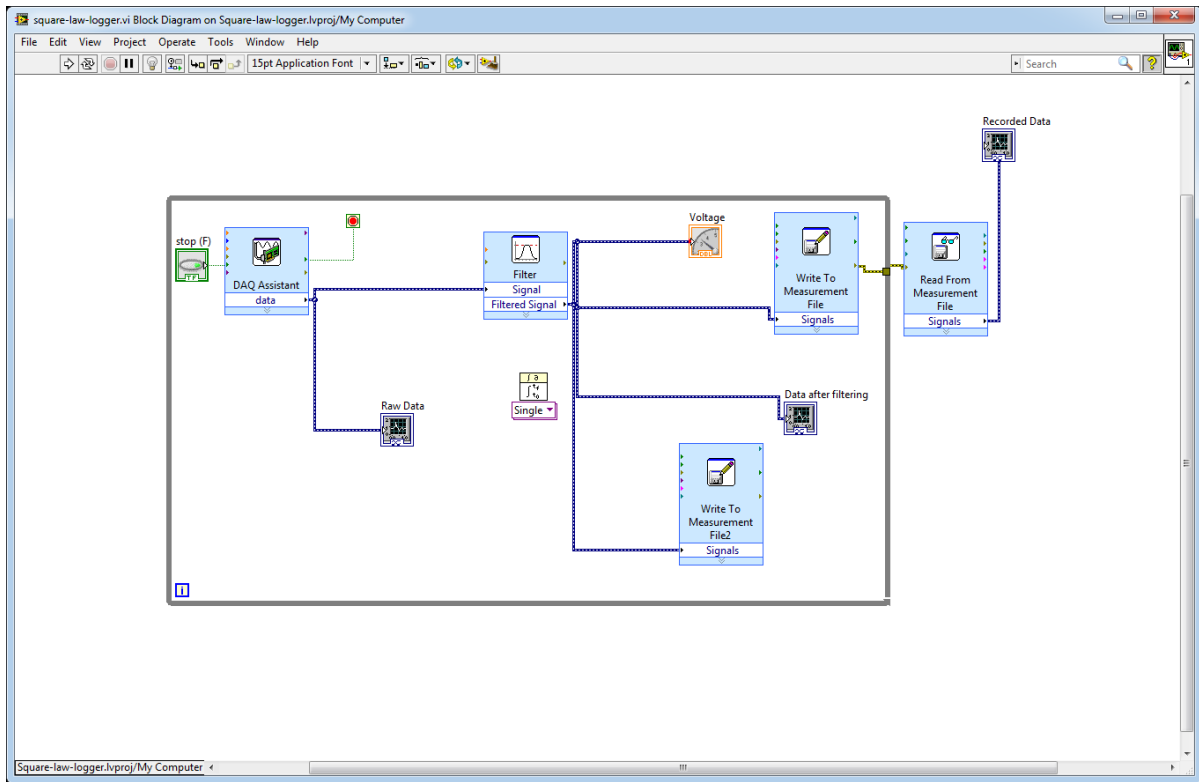 square-law-logger.vi Block Diagram on Square-law-logger.lvproj/My Computer
File Edit View Project Operate Tools Window Help
15pt Application Font
Search
1
Recorded Data
stop (F)
TF
DAQ Assistant
data
Filter
Signal
Filtered Signal
Voltage
DBL
Write To
Measurement
File
Signals
Read From
Measurement
File
Signals
Single
Raw Data
Data after filtering
Write To
Measurement
File2
Signals
i
Square-law-logger.lvproj/My Computer